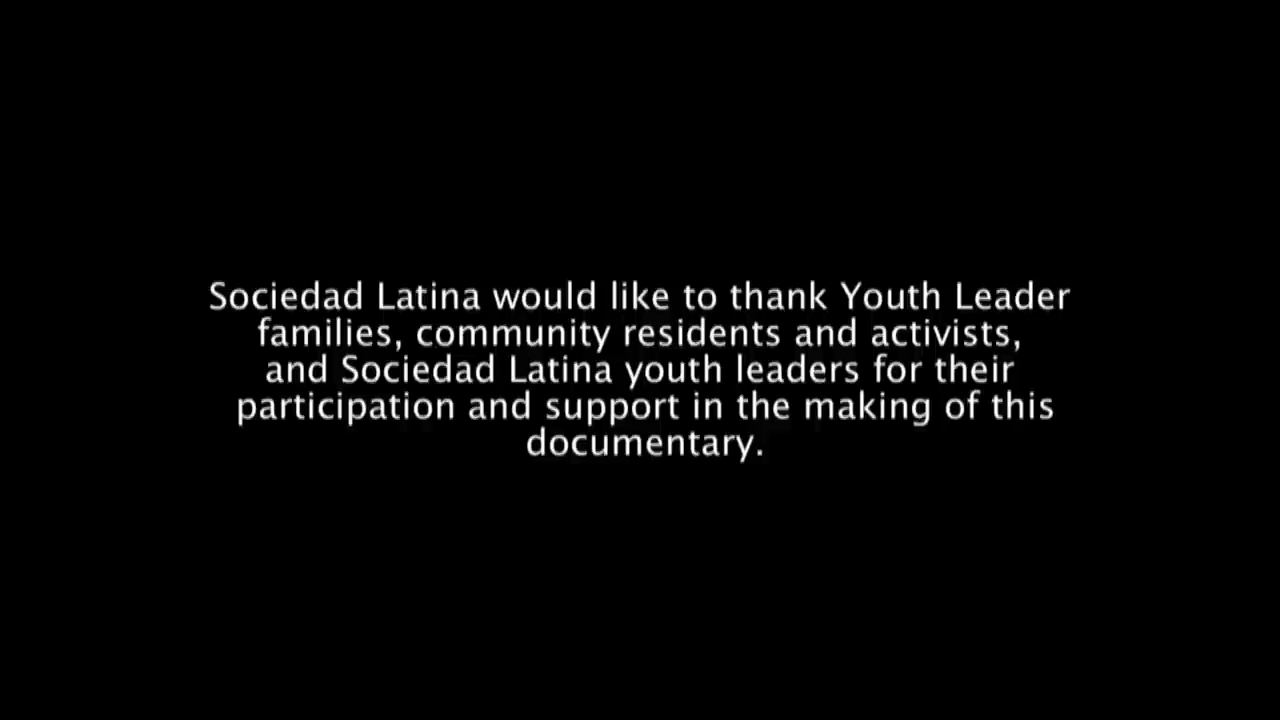 Sociedad Latina would like to thank Youth Leader
families, community residents and activists,
and Sociedad Latina youth leaders for their
participation and support in the making of this
documentary.